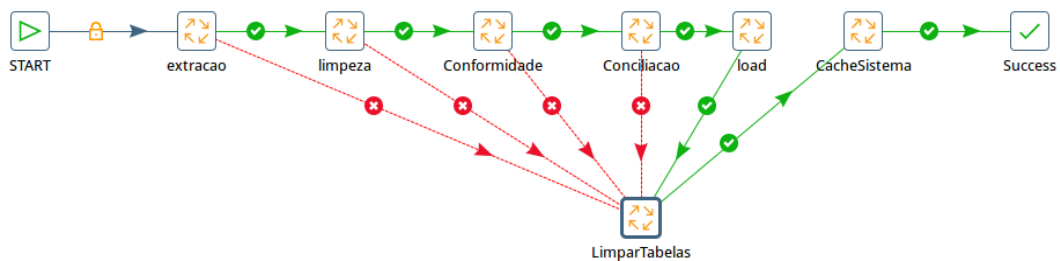 START
extracao
limpeza
Conformidade
Conciliacao
load
CacheSistema
Success
LimparTabelas